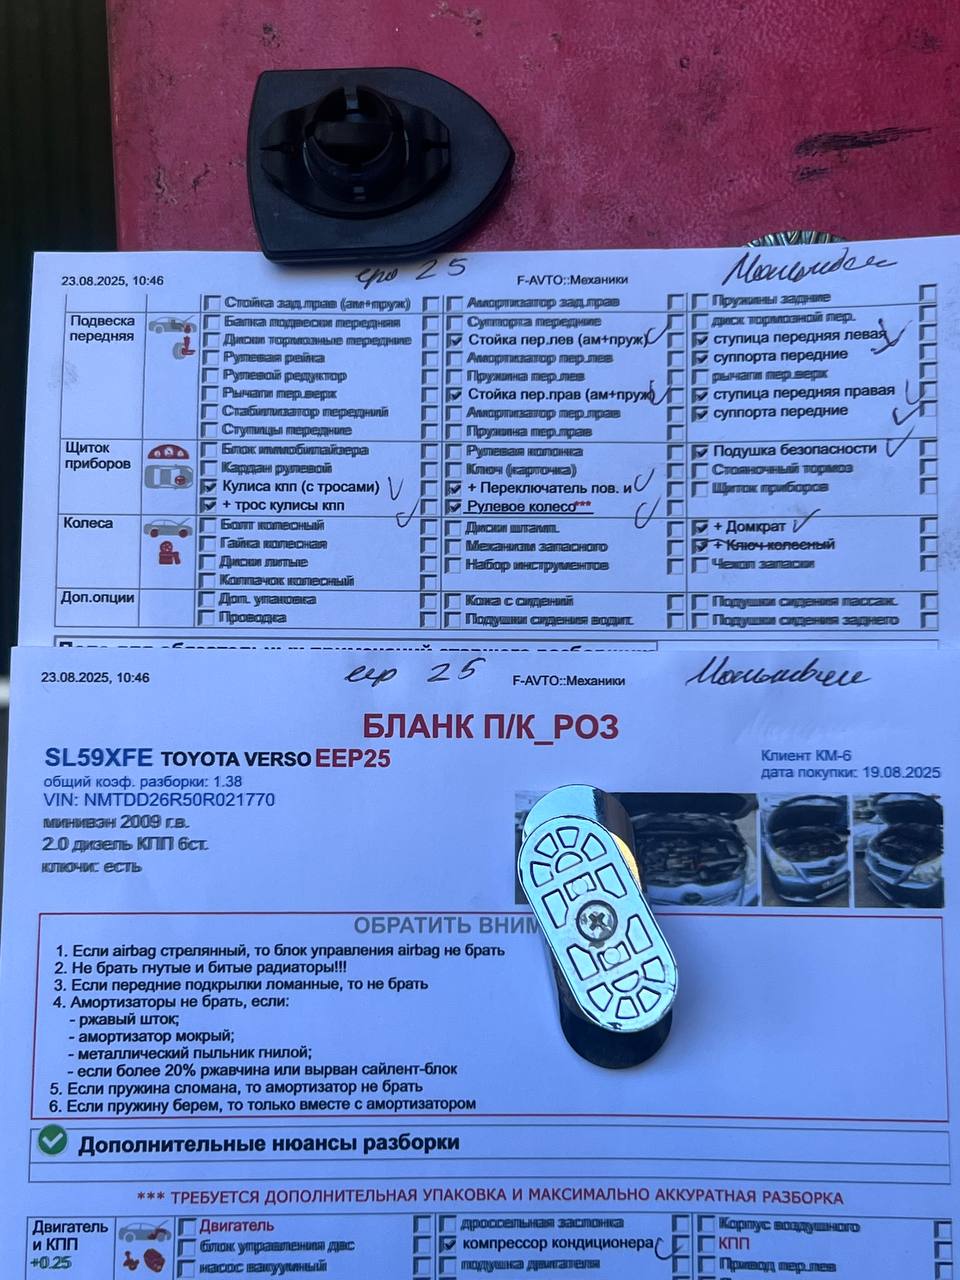 23.08.2025, 10:46 25 F-AVTO::Механики
Стойка зад.прав (ам+пруж) Амортизатор зад.прав Пружины задние
Подвеска передняя Балка подвески передняя Суппорта передние диск тормозной пер.
Диски тормозные передние Стойка пер.лев (ам+пруж) ступица передняя левая
Рулевая рейка Амортизатор пер.лев суппорта передние
Рулевой редуктор Пружина пер.лев рычаги пер.верх
Рычаги пер.верх Стойка пер.прав (ам+пруж) ступица передняя правая
Стабилизатор передний Амортизатор пер.прав суппорта передние
Ступицы передние Пружина пер.прав
Щиток приборов Блок иммобилайзера Рулевая колонка Подушка безопасности
Кардан рулевой Ключ (карточка) Стояночный тормоз
Кулиса кпп (с тросами) + Переключатель пов. и Щиток приборов
+ трос кулисы кпп Рулевое колесо***
Колеса Болт колесный Диски штамп. + Домкрат
Гайка колесная Механизм запасного + Ключ колесный
Диски литые Набор инструментов Чехол запаски
Колпачок колесный
Доп.опции Доп. упаковка Кожа с сидений Подушки сидения пассаж.
Проводка Подушки сидения водит. Подушки сидения заднего
23.08.2025, 10:46 еер 25 F-AVTO::Механики
БЛАНК П/К_РОЗ
SL59XFE TOYOTA VERSO EEP25 Клиент КМ-6
общий коэф. разборки: 1.38 дата покупки: 19.08.2025
VIN: NMTDD26R50R021770
минивэн 2009 г.в.
2.0 дизель КПП 6ст.
ключи: есть
ОБРАТИТЬ ВНИМ
1. Если airbag стрелянный, то блок управления airbag не брать
2. Не брать гнутые и битые радиаторы!!!
3. Если передние подкрылки ломанные, то не брать
4. Амортизаторы не брать, если:
- ржавый шток;
- амортизатор мокрый;
- металлический пыльник гнилой;
- если более 20% ржавчина или вырван сайлент-блок
5. Если пружина сломана, то амортизатор не брать
6. Если пружину берем, то только вместе с амортизатором
Дополнительные нюансы разборки
*** ТРЕБУЕТСЯ ДОПОЛНИТЕЛЬНАЯ УПАКОВКА И МАКСИМАЛЬНО АККУРАТНАЯ РАЗБОРКА
Двигатель и КПП +0.25 Двигатель дроссельная заслонка Корпус воздушного
блок управления двс компрессор кондиционера КПП
насос вакуумный подушка двигателя Привод пер.лев